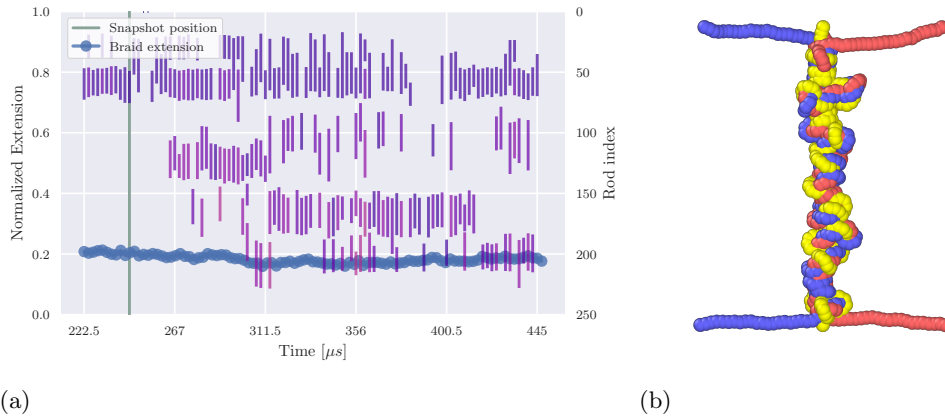 1.0
0.8
0.6
0.4
0.2
0.0
Normalized Extension
Snapshot position
Braid extension
0
50
100
150
200
250
Rod index
222.5 267 311.5 356 400.5 445
Time [μs]
(a) (b)